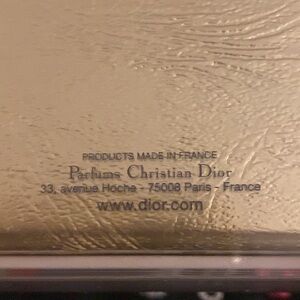 PRODUCTS MADE IN FRANCE
Parfums Christian Dior
33, avenue Hoche - 75008 Paris - France
www.dior.com